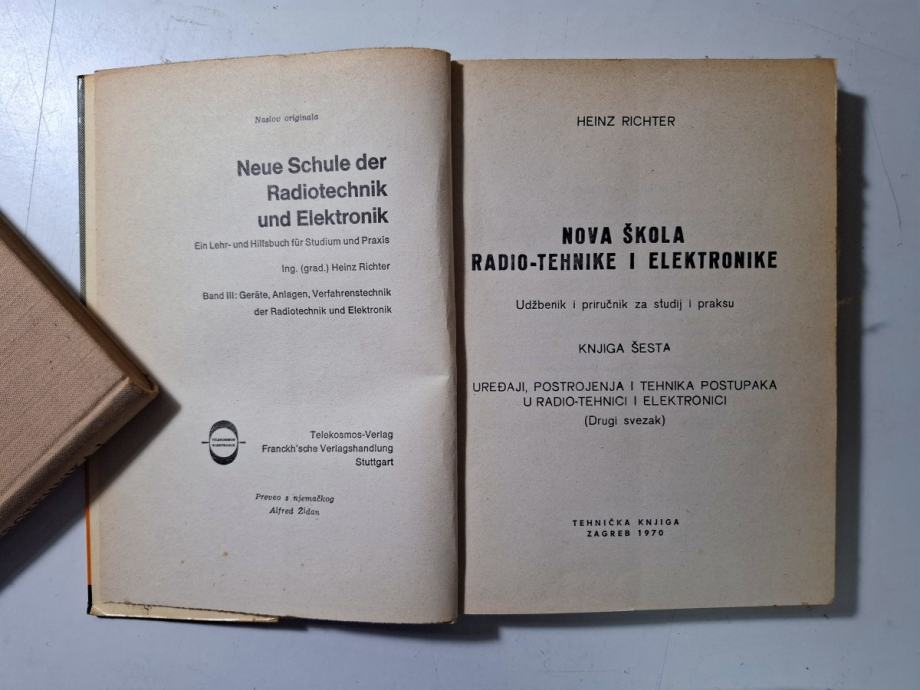 Naslov originala
Neue Schule der
Radiotechnik
und Elektronik
Ein Lehr- und Hilfsbuch für Studium und Praxis
Ing. (grad.) Heinz Richter
Band III: Geräte, Anlagen, Verfahrenstechnik
der Radiotechnik und Elektronik
TELEKOSMOS
Telekosmos-Verlag
Franckh'sche Verlagshandlung
Stuttgart
Preveo s njemačkog
Alfred Židan
HEINZ RICHTER
NOVA ŠKOLA
RADIO-TEHNIKE I ELEKTRONIKE
Udžbenik i priručnik za studij i praksu
KNJIGA ŠESTA
UREĐAJI, POSTROJENJA I TEHNIKA POSTUPAKA
U RADIO-TEHNICI I ELEKTRONICI
(Drugi svezak)
TEHNIČKA KNJIGA
ZAGREB 1970